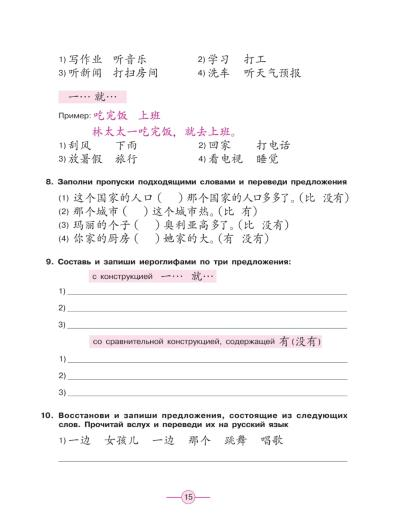 1) 写作业 听音乐 2) 学习 打工
3) 听新闻 打扫房间 4) 洗车 听天气预报
一… 就…
Пример: 吃完饭 上班
林太太一吃完饭，就去上班。
1) 刮风 下雨 2) 回家 打电话
3) 放暑假 旅行 4) 看电视 睡觉
8. Заполни пропуски подходящими словами и переведи предложения
(1) 这个国家的人口 ( ) 那个国家的人口多多了。(比 没有)
(2) 那个城市 ( ) 这个城市热。(比 有)
(3) 玛丽的个子 ( ) 奥利亚高多了。(比 没有)
(4) 你家的厨房 ( ) 她家的大。(有 没有)
9. Составь и запиши иероглифами по три предложения:
с конструкцией 一… 就…
1)
2)
3)
со сравнительной конструкцией, содержащей 有 (没有)
1)
2)
3)
10. Восстанови и запиши предложения, состоящие из следующих
слов. Прочитай вслух и переведи их на русский язык
1) 一边 女孩儿 一边 那个 跳舞 唱歌
15